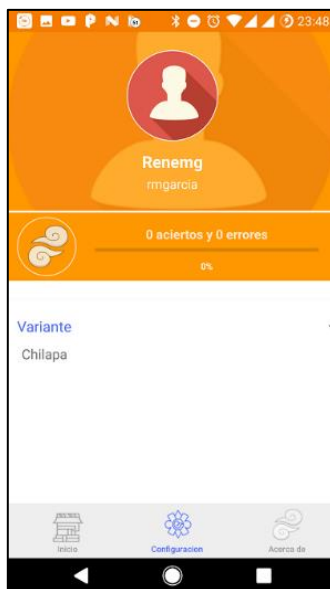 23:48
Renemg
rmgarcia
0 aciertos y 0 errores
0%
Variante
Chilapa
Inicio
Configuracion
Acerca de